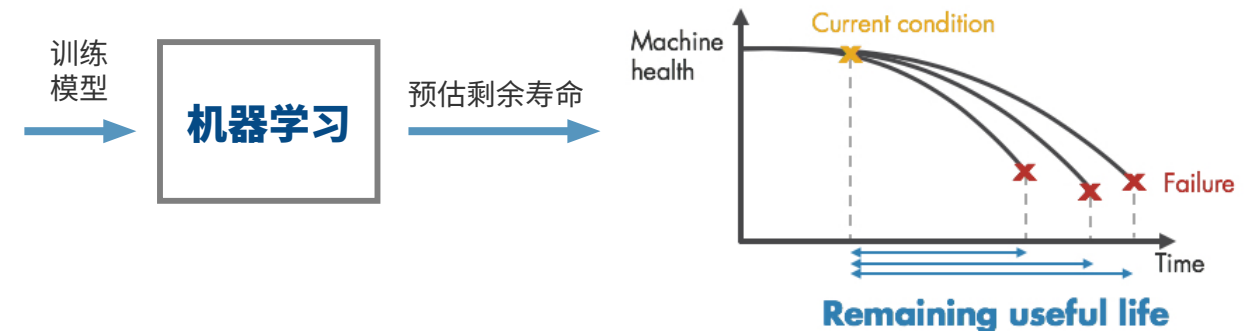 训练
模型
机器学习
预估剩余寿命
Machine
health
Current condition
Failure
Time
Remaining useful life